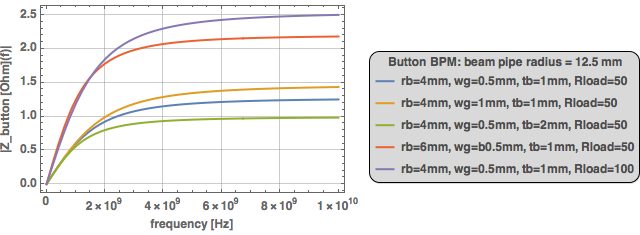 2.5
2.0
1.5
1.0
0.5
0.0
|Z_button [Ohm](f)|
0
2×10⁹
4×10⁹
6×10⁹
8×10⁹
1×10¹⁰
frequency [Hz]
Button BPM: beam pipe radius = 12.5 mm
rb=4mm, wg=0.5mm, tb=1mm, Rload=50
rb=4mm, wg=1mm, tb=1mm, Rload=50
rb=4mm, wg=0.5mm, tb=2mm, Rload=50
rb=6mm, wg=b0.5mm, tb=1mm, Rload=50
rb=4mm, wg=0.5mm, tb=1mm, Rload=100